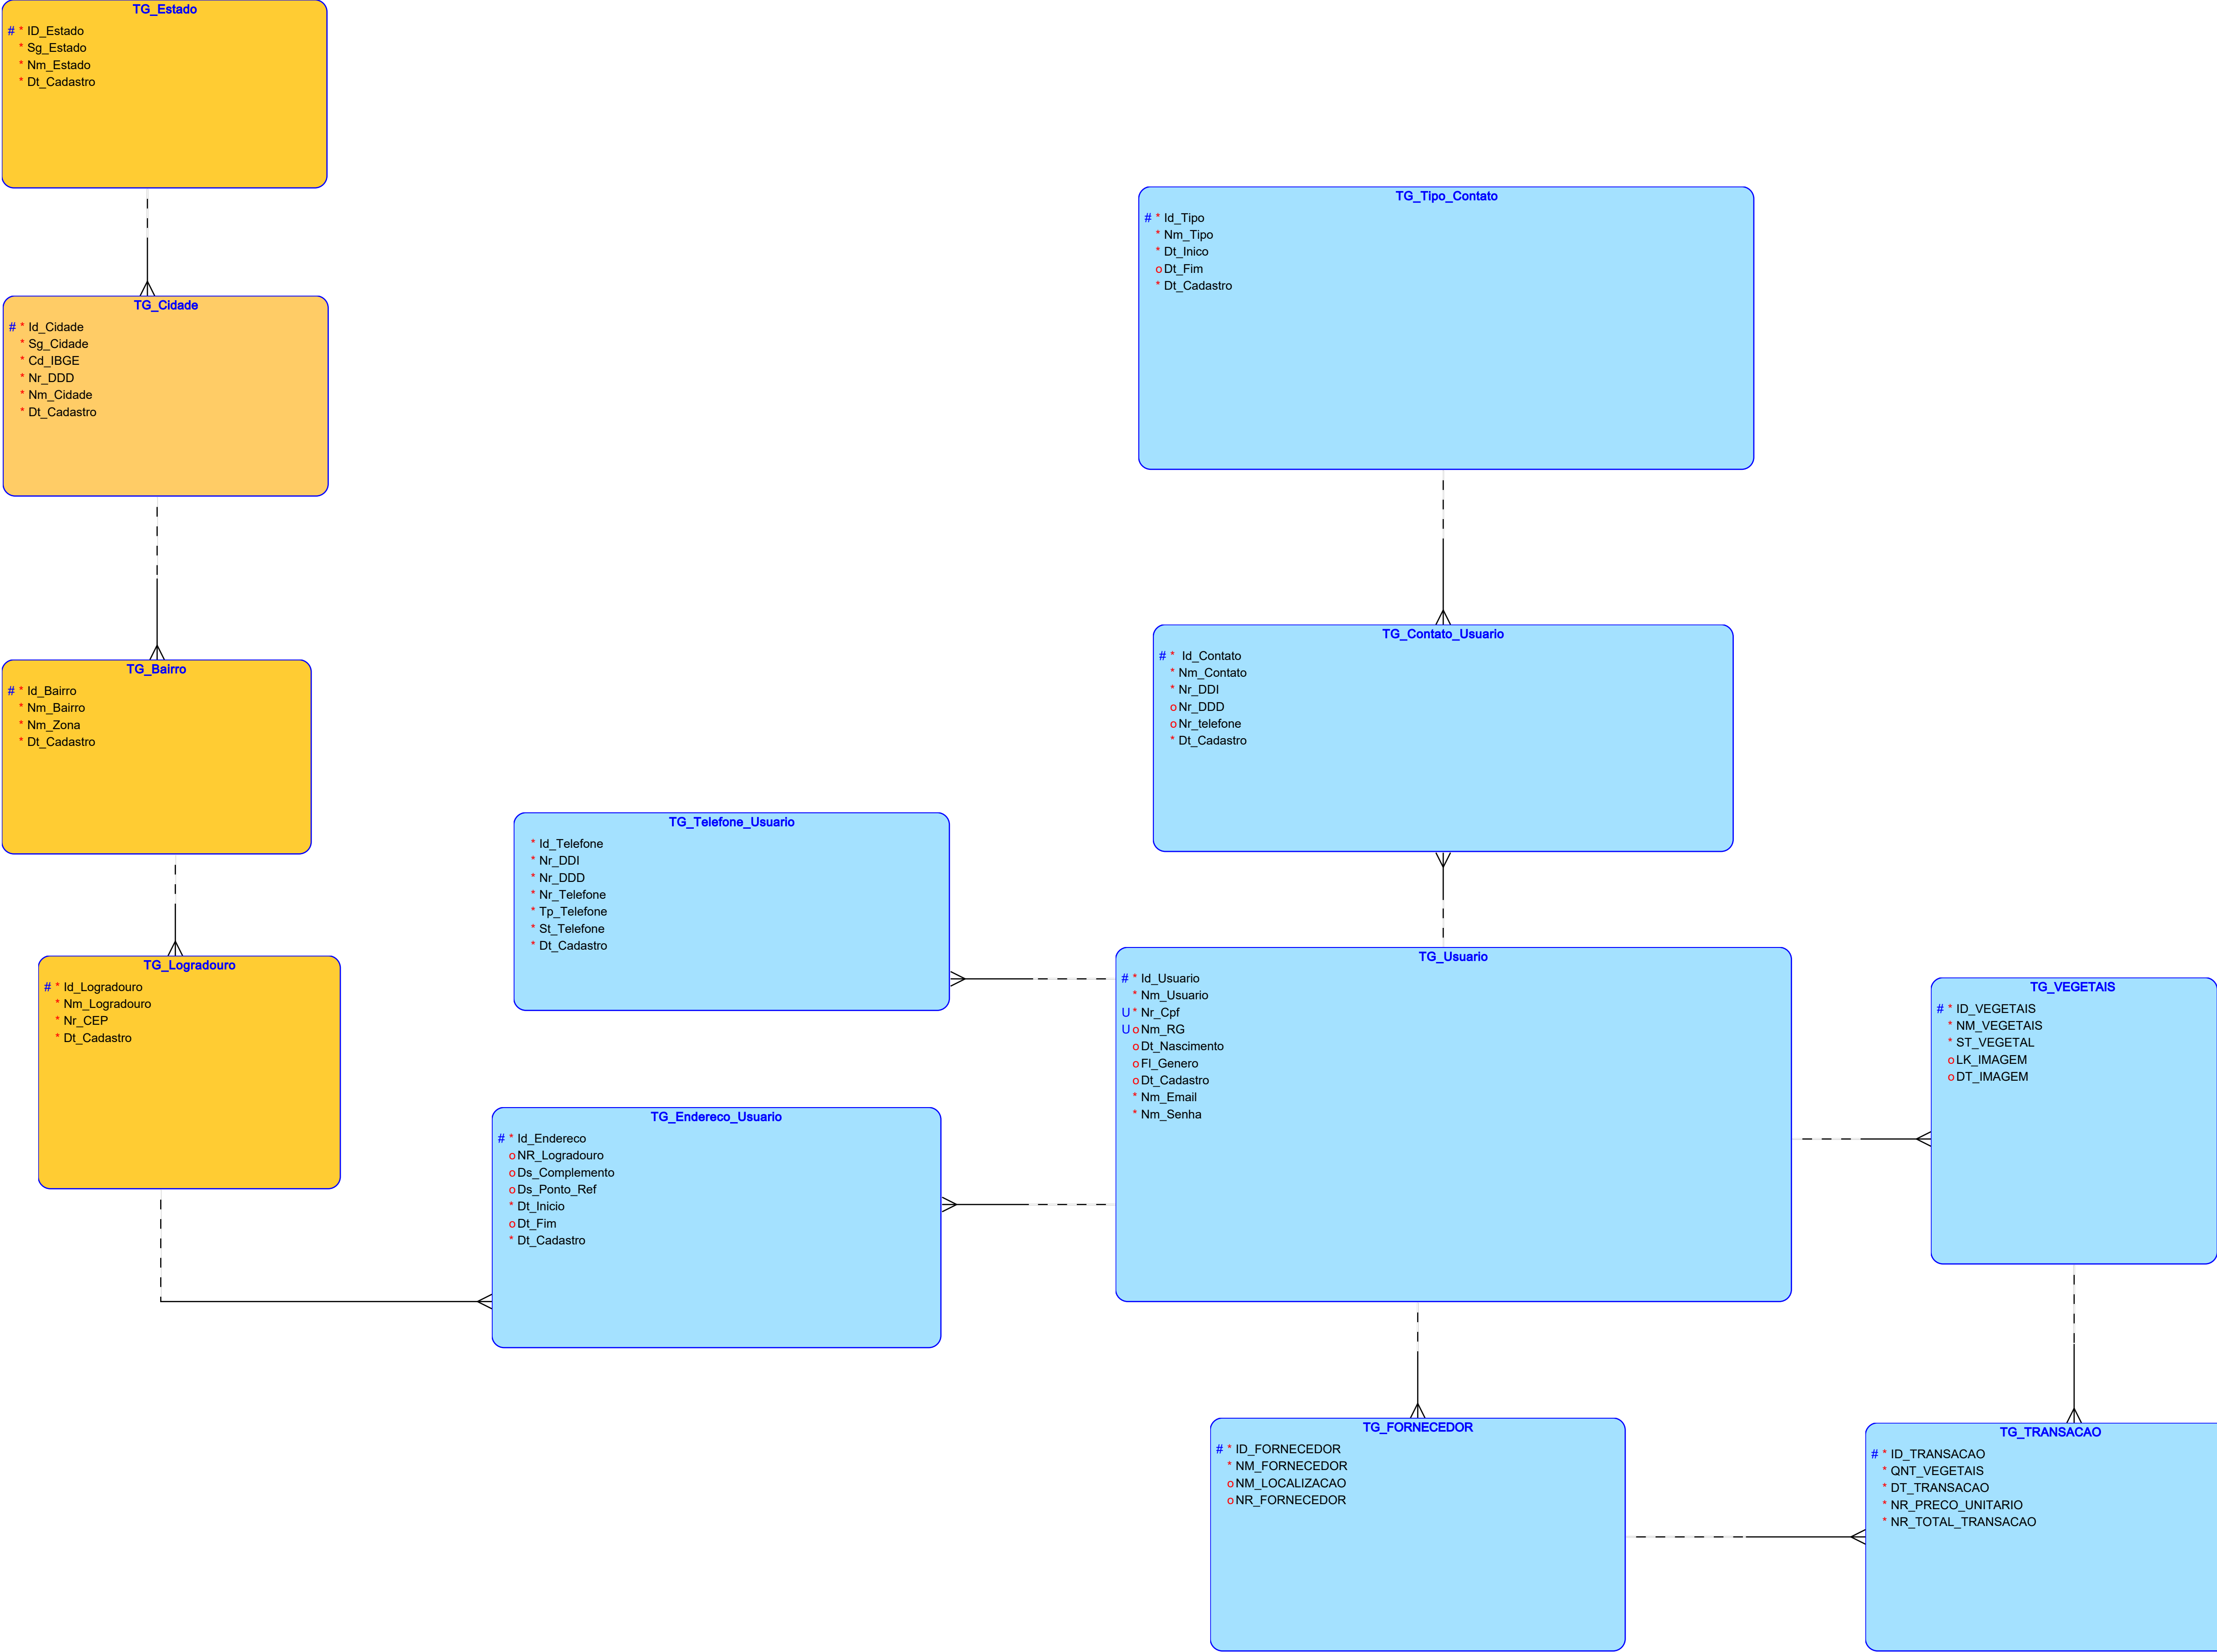 TG_Estado
# * ID_Estado
* Sg_Estado
* Nm_Estado
* Dt_Cadastro
TG_Cidade
# * Id_Cidade
* Sg_Cidade
* Cd_IBGE
* Nr_DDD
* Nm_Cidade
* Dt_Cadastro
TG_Bairro
# * Id_Bairro
* Nm_Bairro
* Nm_Zona
* Dt_Cadastro
TG_Logradouro
# * Id_Logradouro
* Nm_Logradouro
* Nr_CEP
* Dt_Cadastro
TG_Telefone_Usuario
* Id_Telefone
* Nr_DDI
* Nr_DDD
* Nr_Telefone
* Tp_Telefone
* St_Telefone
* Dt_Cadastro
TG_Endereco_Usuario
# * Id_Endereco
o NR_Logradouro
o Ds_Complemento
o Ds_Ponto_Ref
* Dt_Inicio
o Dt_Fim
* Dt_Cadastro
TG_Tipo_Contato
# * Id_Tipo
* Nm_Tipo
* Dt_Inico
o Dt_Fim
* Dt_Cadastro
TG_Contato_Usuario
# * Id_Contato
* Nm_Contato
* Nr_DDI
o Nr_DDD
o Nr_telefone
* Dt_Cadastro
TG_Usuario
# * Id_Usuario
* Nm_Usuario
U * Nr_Cpf
U o Nm_RG
o Dt_Nascimento
o Fl_Genero
o Dt_Cadastro
* Nm_Email
* Nm_Senha
TG_VEGETAIS
# * ID_VEGETAIS
* NM_VEGETAIS
* ST_VEGETAL
o LK_IMAGEM
o DT_IMAGEM
TG_FORNECEDOR
# * ID_FORNECEDOR
* NM_FORNECEDOR
o NM_LOCALIZACAO
o NR_FORNECEDOR
TG_TRANSACAO
# * ID_TRANSACAO
* QNT_VEGETAIS
* DT_TRANSACAO
* NR_PRECO_UNITARIO
* NR_TOTAL_TRANSACAO